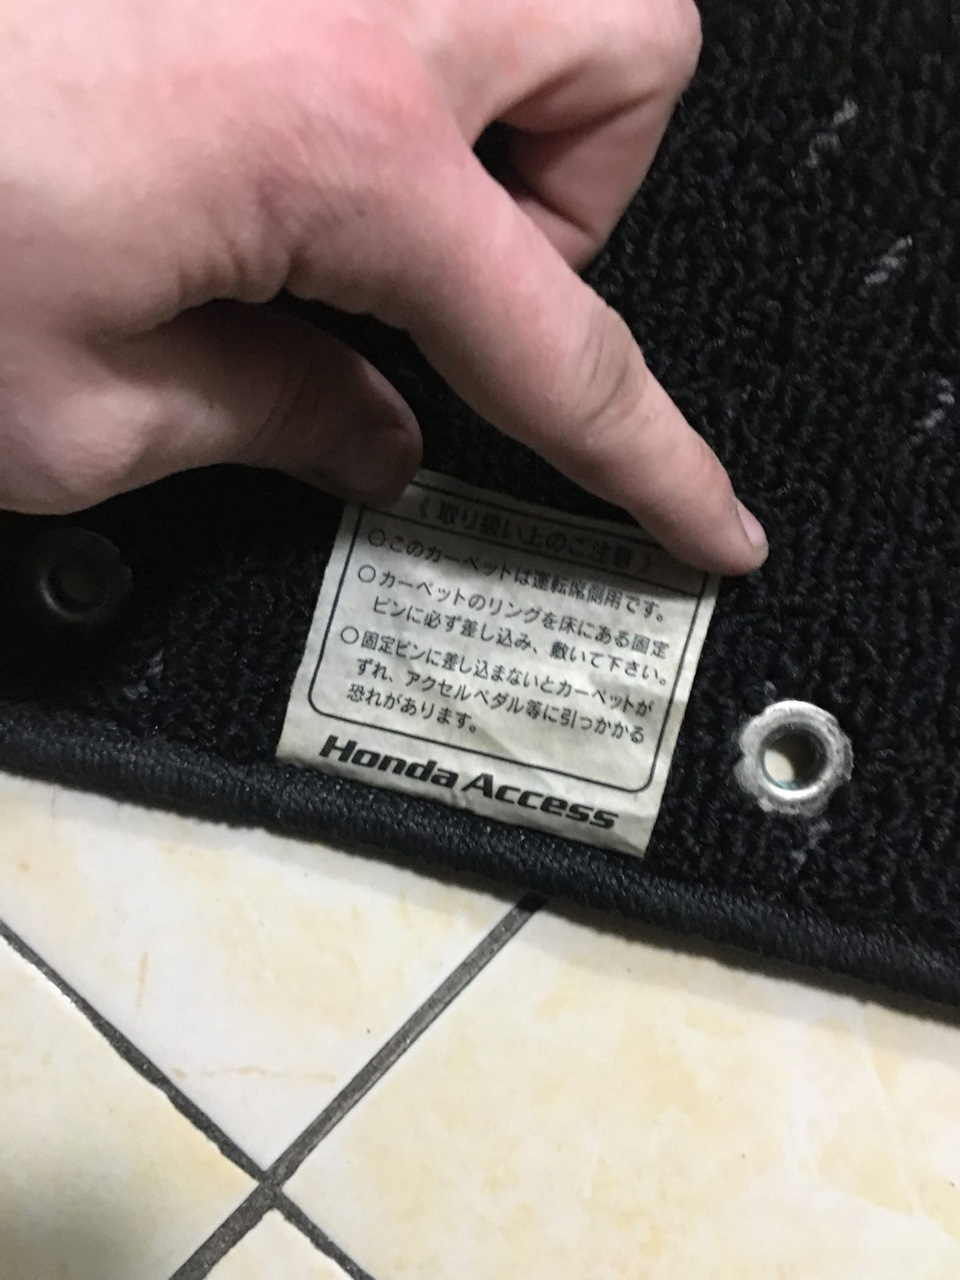 《取り扱い上のご注意》
○このカーペットは運転席側用です。
○カーペットのリングを床にある固定
ピンに必ず差し込み、敷いて下さい。
○固定ピンに差し込まないとカーペットが
ずれ、アクセルペダル等に引っかかる
恐れがあります。
Honda Access